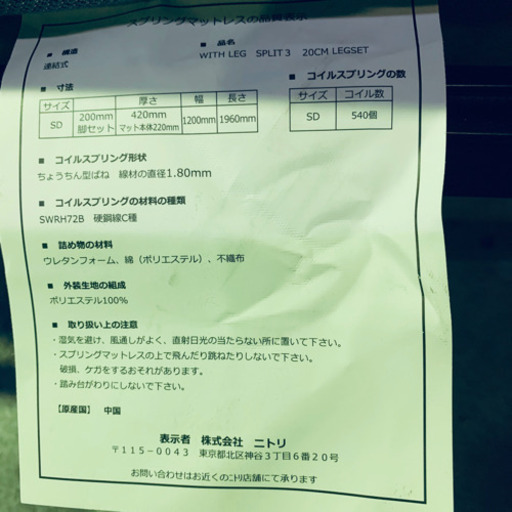 スプリングマットレスの品質表示
■ 構造
連結式
■ 品名
WITH LEG SPLIT３ 20CM LEGSET
■ 寸法
サイズ 厚さ 幅 長さ
SD 200mm脚セット 420mm マット本体220mm 1200mm 1960mm
■ コイルスプリングの数
サイズ コイル数
SD 540個
■ コイルスプリング形状
ちょうちん型ばね 線材の直径1.80mm
■ コイルスプリングの材料の種類
SWRH72B 硬鋼線C種
■ 詰め物の材料
ウレタンフォーム、綿（ポリエステル）、不織布
■ 外装生地の組成
ポリエステル100%
■ 取り扱い上の注意
・湿気を避け、風通しがよく、直射日光の当たらない所に置いて下さい。
・スプリングマットレスの上で飛んだり跳ねたりしないで下さい。
破損、ケガをするおそれがあります。
・踏み台がわりにしないで下さい。
【原産国】 中国
表示者 株式会社 ニトリ
〒１１５－００４３ 東京都北区神谷３丁目６番２０号
お問い合わせはお近くのﾆﾄﾘ店舗にて承ります